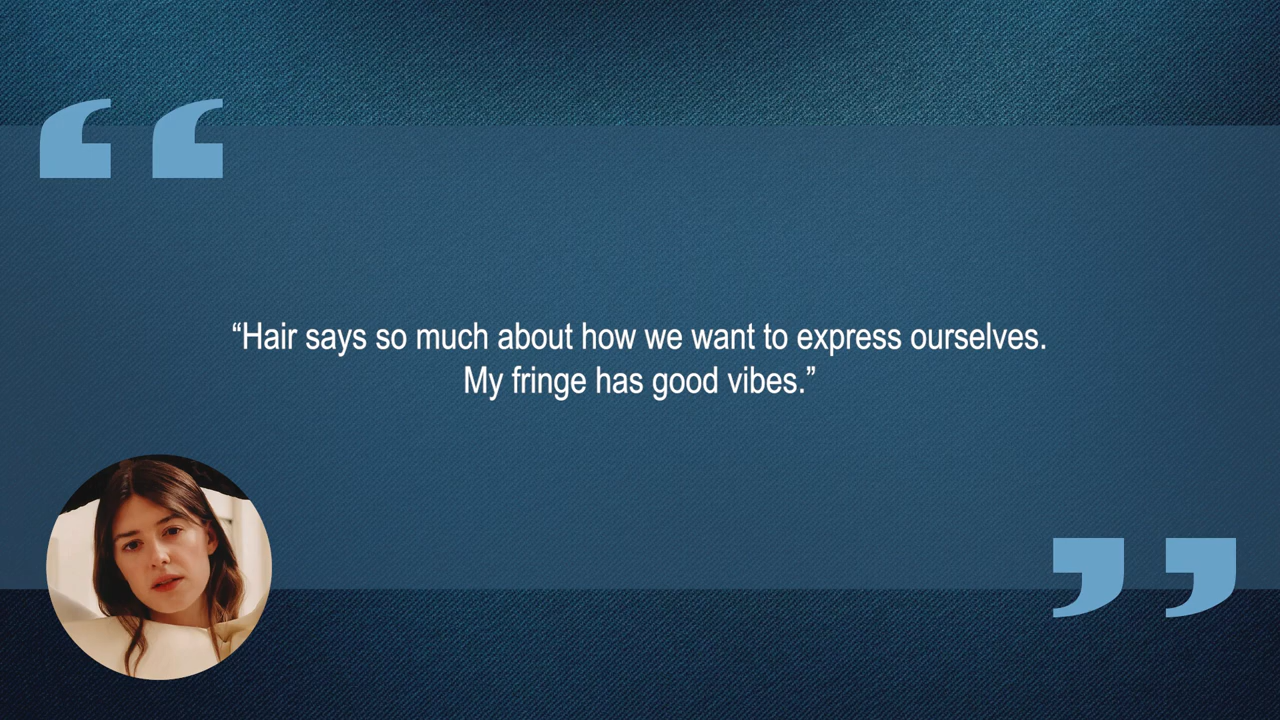 “Hair says so much about how we want to express ourselves.
My fringe has good vibes.”